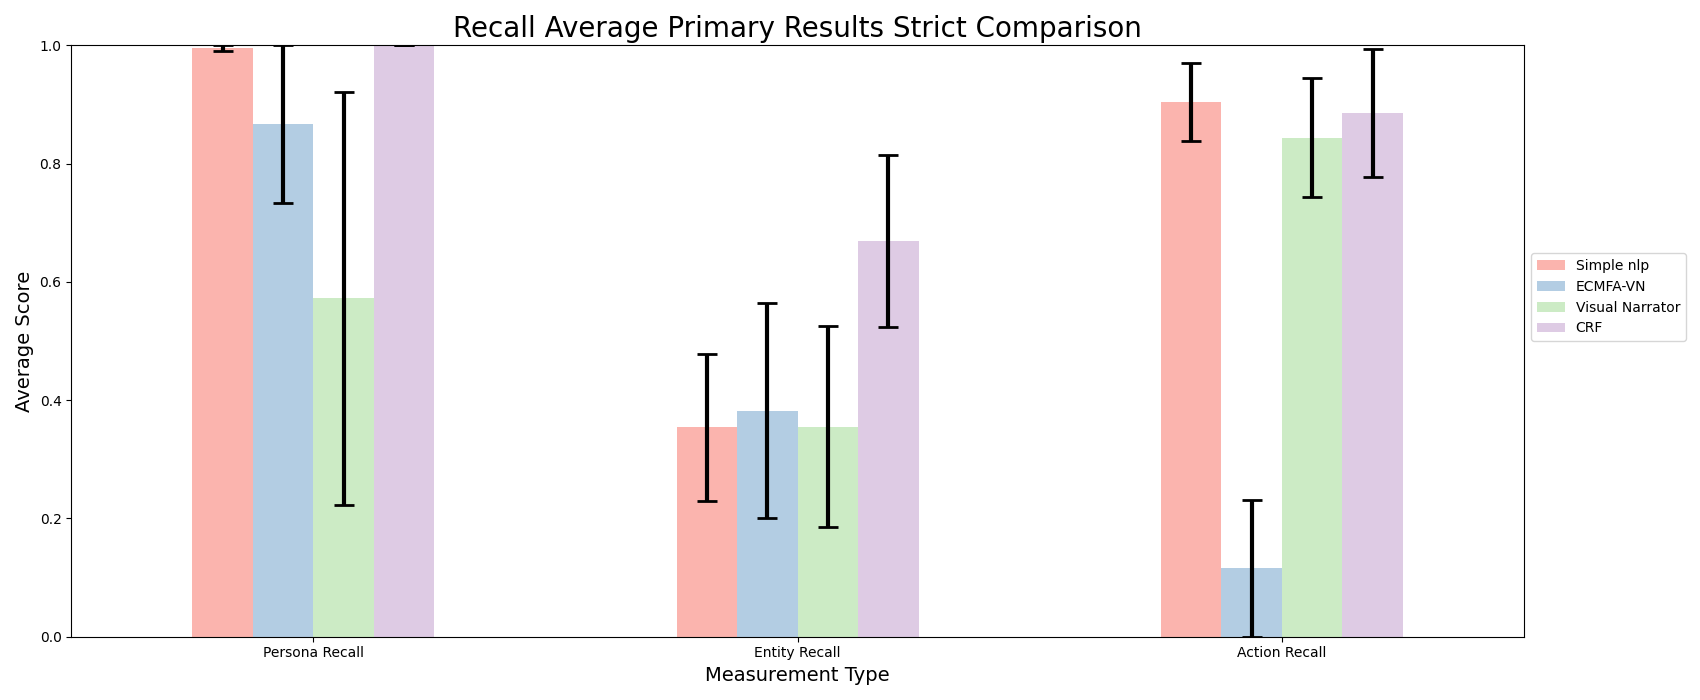 Recall Average Primary Results Strict Comparison
1.0
0.8
0.6
0.4
0.2
0.0
Average Score
Persona Recall
Entity Recall
Action Recall
Measurement Type
Simple nlp
ECMFA-VN
Visual Narrator
CRF